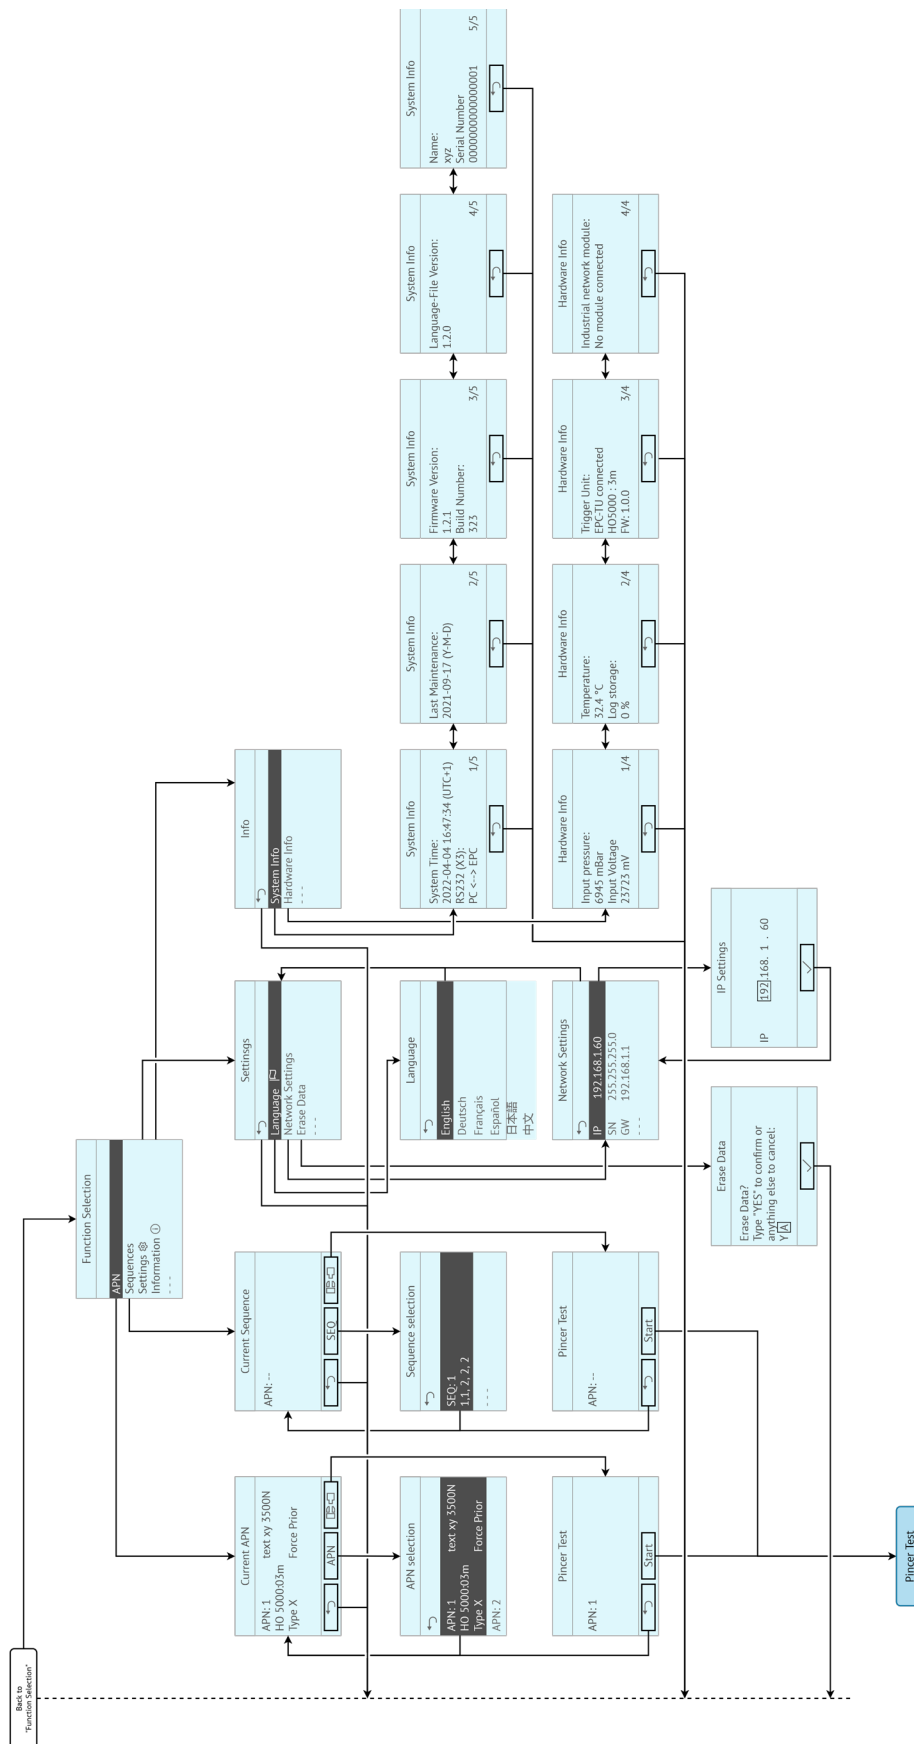 Back to
"Function Selection"
Function Selection
APN
Sequences
Settings
Information
- - -
Current APN
APN: 1 text xy 3500N
HO 5000:03m
Type X Force Prior
APN
APN selection
APN: 1 text xy 3500N
HO 5000:03m
Type X Force Prior
APN: 2
Pincer Test
APN: 1
Start
Current Sequence
APN: --
SEQ
Sequence selection
SEQ: 1
1,1, 2, 2, 2
- - -
Pincer Test
APN: --
Start
Pincer Test
Settinsgs
Language
Network Settings
Erase Data
- - -
Language
English
Deutsch
Français
Español
日本語
中文
Network Settings
IP 192.168.1.60
SN 255.255.255.0
GW 192.168.1.1
- - -
Erase Data
Erase Data?
Type "YES" to confirm or
anything else to cancel:
Y A
IP Settings
IP 192.168. 1 . 60
Info
System Info
Hardware Info
- - -
System Info
System Time:
2022-04-04 16:47:34 (UTC+1)
RS232 (X3):
PC <--> EPC 1/5
System Info
Last Maintenance:
2021-09-17 (Y-M-D)
2/5
System Info
Firmware Version:
1.2.1
Build Number:
323 3/5
System Info
Language-File Version:
1.2.0
4/5
System Info
Name:
xyz
Serial Number
5/5
Hardware Info
Input pressure:
6945 mBar
Input Voltage
23723 mV 1/4
Hardware Info
Temperature:
32.4 °C
Log storage:
0 % 2/4
Hardware Info
Trigger Unit:
EPC-TU connected
HO5000 : 3m
FW: 1.0.0 3/4
Hardware Info
Industrial network module:
No module connected
4/4